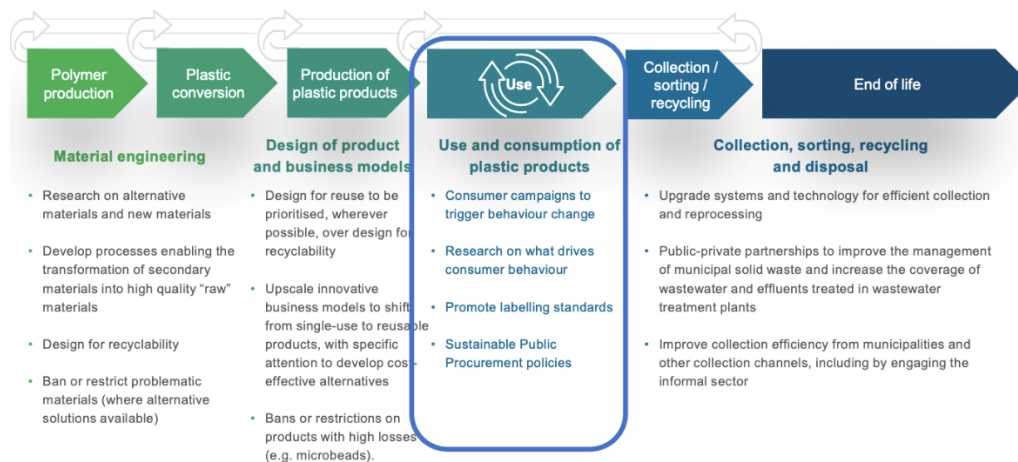 Polymer
production
Plastic
conversion
Production of
plastic products
Use
Collection /
sorting /
recycling
End of life
Material engineering
• Research on alternative
materials and new materials
• Develop processes enabling the
transformation of secondary
materials into high quality “raw”
materials
• Design for recyclability
• Ban or restrict problematic
materials (where alternative
solutions available)
Design of product
and business models
• Design for reuse to be
prioritised, wherever
possible, over design for
recyclability
• Upscale innovative
business models to shift
from single-use to reusable
products, with specific
attention to develop cost-
effective alternatives
• Bans or restrictions on
products with high losses
(e.g. microbeads).
Use and consumption of
plastic products
• Consumer campaigns to
trigger behaviour change
• Research on what drives
consumer behaviour
• Promote labelling standards
• Sustainable Public
Procurement policies
Collection, sorting, recycling
and disposal
• Upgrade systems and technology for efficient collection
and reprocessing
• Public-private partnerships to improve the management
of municipal solid waste and increase the coverage of
wastewater and effluents treated in wastewater
treatment plants
• Improve collection efficiency from municipalities and
other collection channels, including by engaging the
informal sector